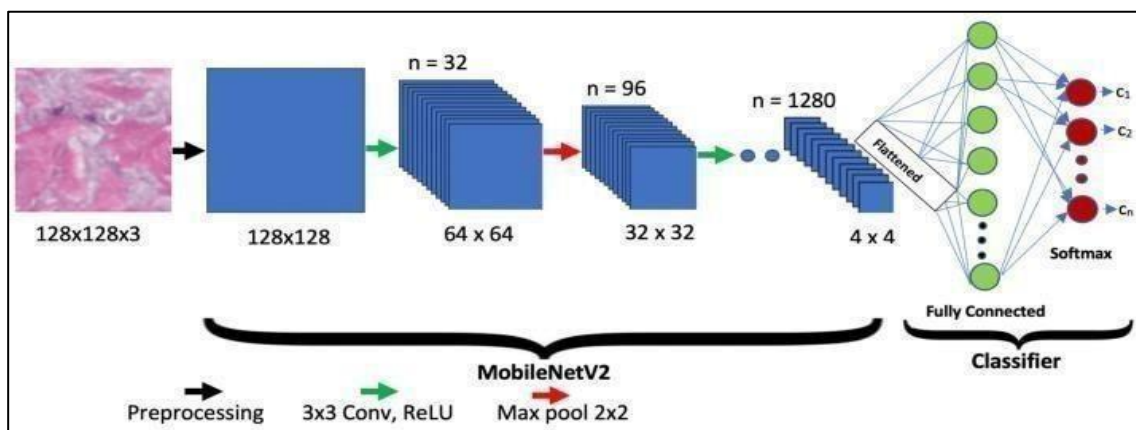 n = 32
n = 96
n = 1280
Flattened
C1
C2
Cn
128x128x3
128x128
64 x 64
32 x 32
4 x 4
Softmax
Fully Connected
MobileNetV2
Classifier
Preprocessing
3x3 Conv, ReLU
Max pool 2x2